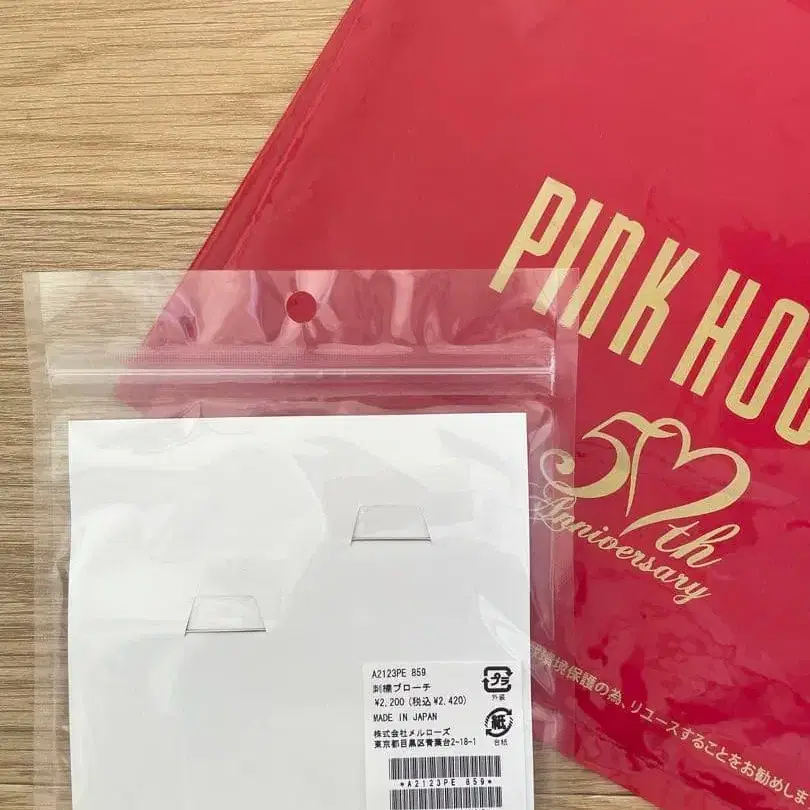 PINK HOU
50th
Anniversary
環境保護の為、リユースすることをお勧めしま
A2123PE 859
刺繍ブローチ
¥2,200(税込¥2,420)
MADE IN JAPAN
株式会社メルローズ
東京都目黒区青葉台2-18-1
プラ
外装
紙
台紙
*A2123PE 859*